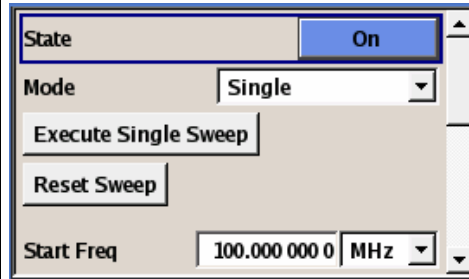 State On
Mode Single
Execute Single Sweep
Reset Sweep
Start Freq 100.000 000 0 MHz